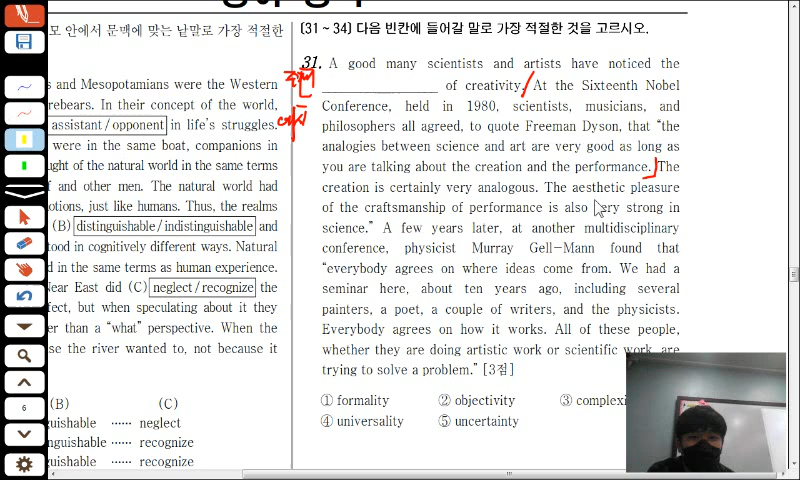 모 안에서 문맥에 맞는 낱말로 가장 적절한
s and Mesopotamians were the Western
rebears. In their concept of the world,
assistant / opponent in life's struggles.
were in the same boat, companions in
ught of the natural world in the same terms
f and other men. The natural world had
otions, just like humans. Thus, the realms
(B) distinguishable / indistinguishable and
tood in cognitively different ways. Natural
d in the same terms as human experience.
Near East did (C) neglect / recognize the
fect, but when speculating about it they
er than a "what" perspective. When the
se the river wanted to, not because it
(B) (C)
guishable ······ neglect
nguishable ······ recognize
guishable ······ recognize
6
[31 ~ 34] 다음 빈칸에 들어갈 말로 가장 적절한 것을 고르시오.
31. A good many scientists and artists have noticed the
of creativity. At the Sixteenth Nobel
Conference, held in 1980, scientists, musicians, and
philosophers all agreed, to quote Freeman Dyson, that "the
analogies between science and art are very good as long as
you are talking about the creation and the performance. The
creation is certainly very analogous. The aesthetic pleasure
of the craftsmanship of performance is also very strong in
science." A few years later, at another multidisciplinary
conference, physicist Murray Gell-Mann found that
"everybody agrees on where ideas come from. We had a
seminar here, about ten years ago, including several
painters, a poet, a couple of writers, and the physicists.
Everybody agrees on how it works. All of these people,
whether they are doing artistic work or scientific work, are
trying to solve a problem." [3점]
① formality ② objectivity ③ complexi
④ universality ⑤ uncertainty